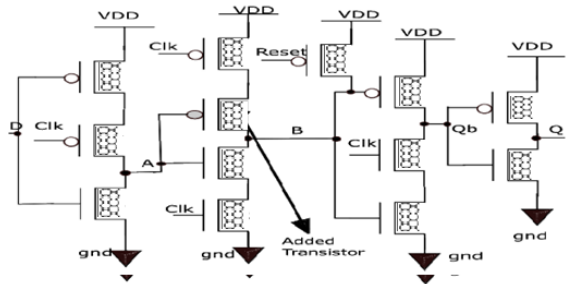 VDD
VDD
VDD
VDD
VDD
Clk
Reset
D
Clk
A
B
Clk
Qb
Q
Clk
gnd
gnd
Added
Transistor
gnd
gnd